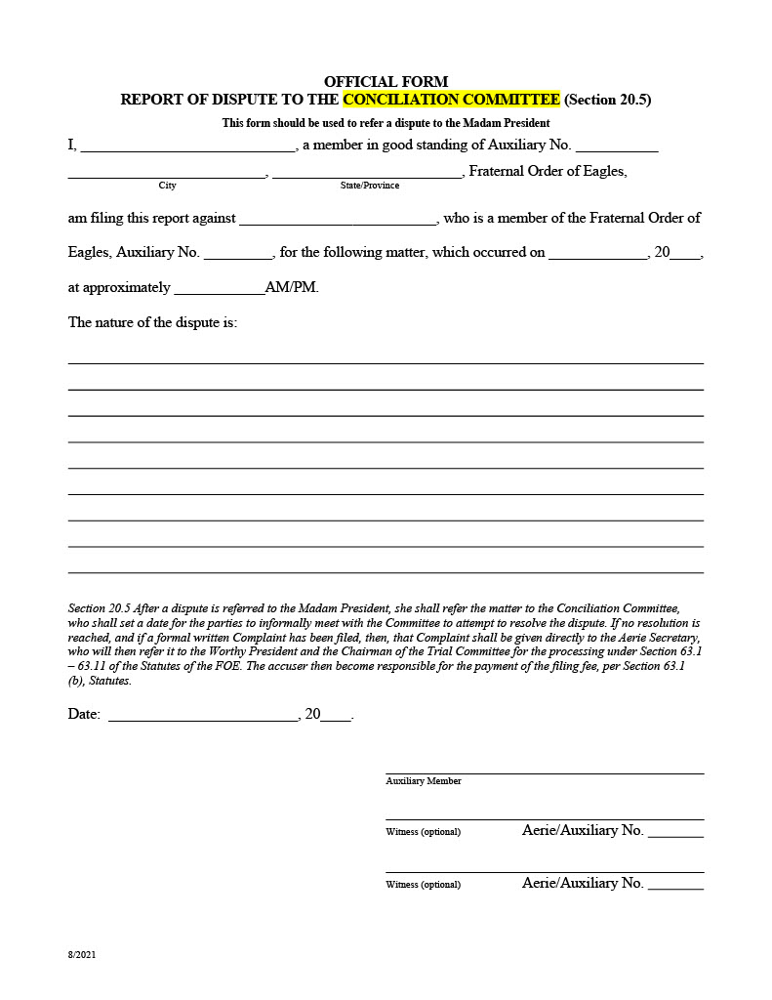 OFFICIAL FORM
REPORT OF DISPUTE TO THE CONCILIATION COMMITTEE (Section 20.5)
This form should be used to refer a dispute to the Madam President
I, ____________________________, a member in good standing of Auxiliary No. ___________
__________________________, _________________________, Fraternal Order of Eagles,
City State/Province
am filing this report against __________________________, who is a member of the Fraternal Order of
Eagles, Auxiliary No. _________, for the following matter, which occurred on _____________, 20____,
at approximately ____________AM/PM.
The nature of the dispute is:
Section 20.5 After a dispute is referred to the Madam President, she shall refer the matter to the Conciliation Committee,
who shall set a date for the parties to informally meet with the Committee to attempt to resolve the dispute. If no resolution is
reached, and if a formal written Complaint has been filed, then, that Complaint shall be given directly to the Aerie Secretary,
who will then refer it to the Worthy President and the Chairman of the Trial Committee for the processing under Section 63.1
– 63.11 of the Statutes of the FOE. The accuser then become responsible for the payment of the filing fee, per Section 63.1
(b), Statutes.
Date: _________________________, 20____.
Auxiliary Member
Witness (optional) Aerie/Auxiliary No. _______
Witness (optional) Aerie/Auxiliary No. _______
8/2021